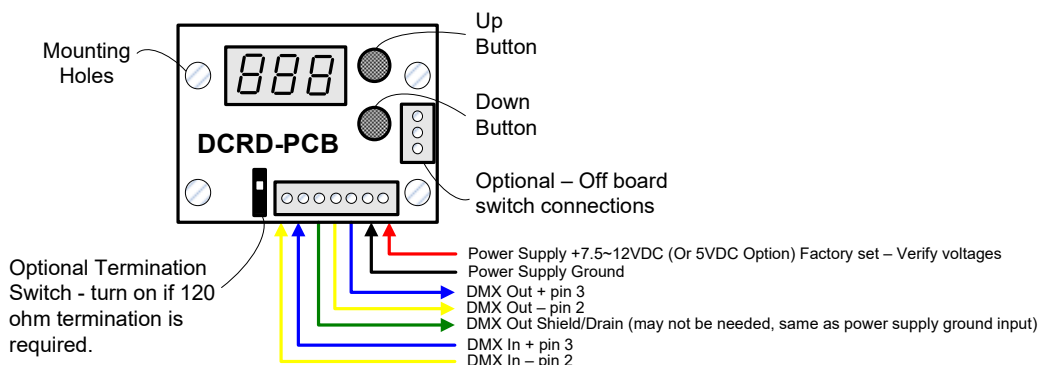 Up
Button
Mounting
Holes
888
Down
Button
DCRD-PCB
Optional – Off board
switch connections
Optional Termination
Switch - turn on if 120
ohm termination is
required.
Power Supply +7.5~12VDC (Or 5VDC Option) Factory set – Verify voltages
Power Supply Ground
DMX Out + pin 3
DMX Out – pin 2
DMX Out Shield/Drain (may not be needed, same as power supply ground input)
DMX In + pin 3
DMX In – pin 2